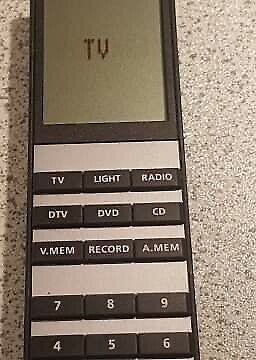 TV
TV LIGHT RADIO
DTV DVD CD
V.MEM RECORD A.MEM
7 8 9
4 5 6